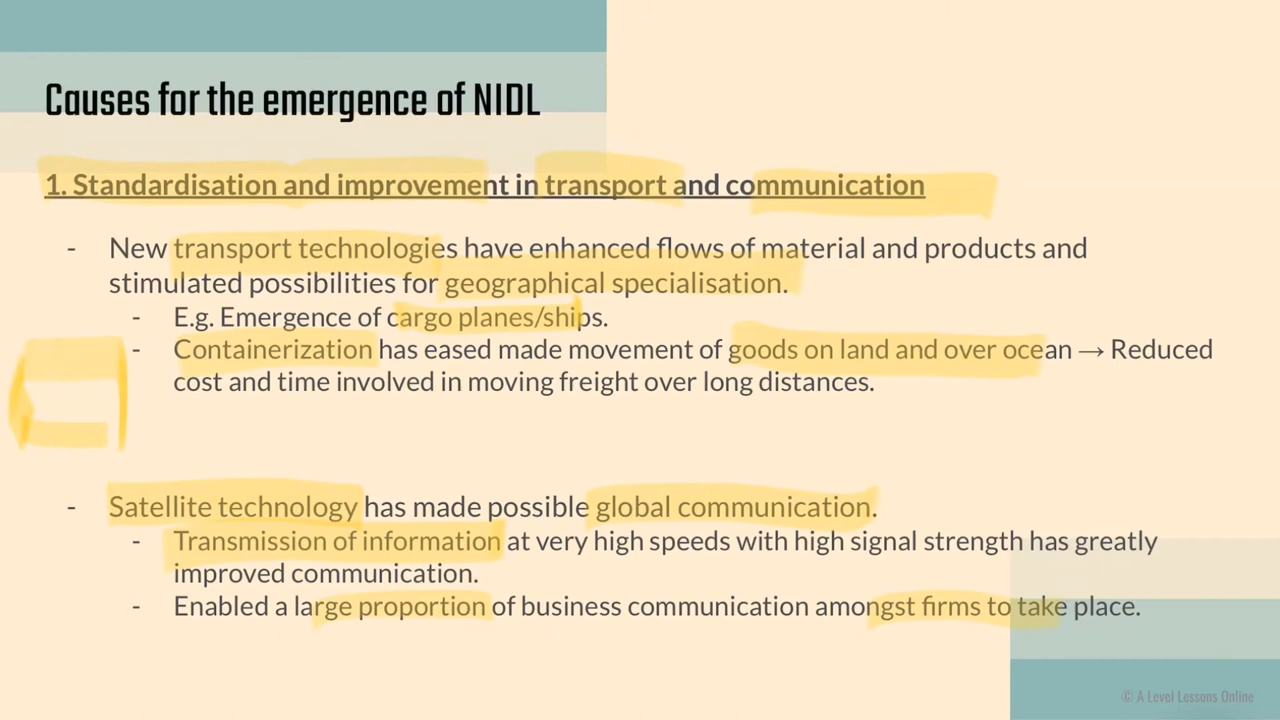 Causes for the emergence of NIDL
1. Standardisation and improvement in transport and communication
- New transport technologies have enhanced flows of material and products and
stimulated possibilities for geographical specialisation.
- E.g. Emergence of cargo planes/ships.
- Containerization has eased made movement of goods on land and over ocean → Reduced
cost and time involved in moving freight over long distances.
- Satellite technology has made possible global communication.
- Transmission of information at very high speeds with high signal strength has greatly
improved communication.
- Enabled a large proportion of business communication amongst firms to take place.
© A Level Lessons Online